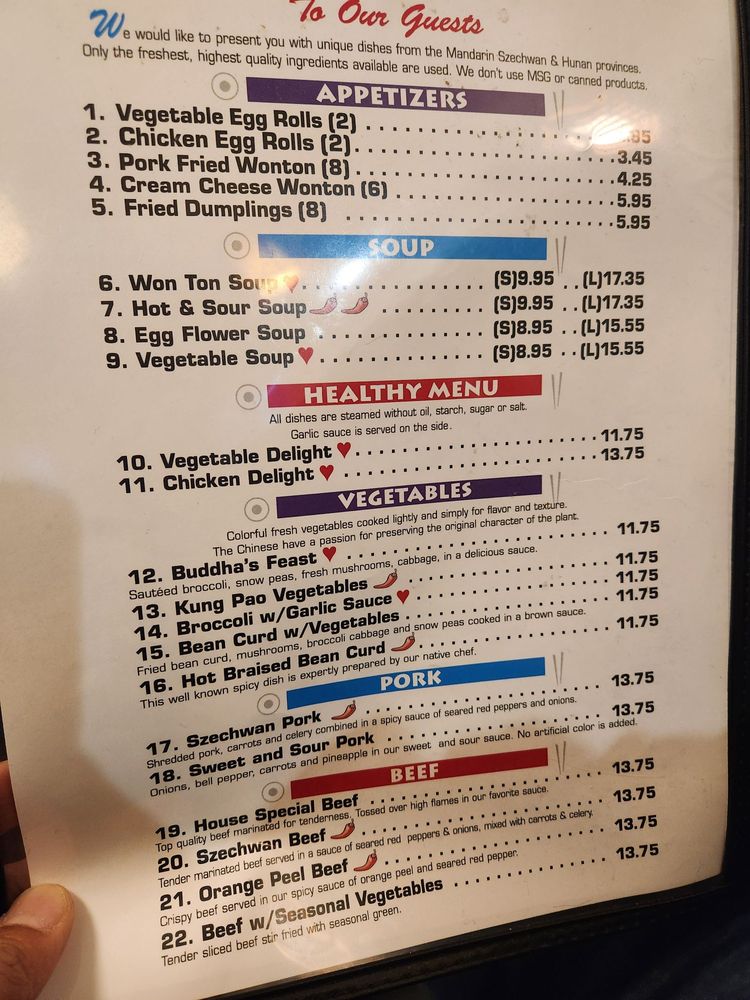 To Our Guests
We would like to present you with unique dishes from the Mandarin Szechwan & Hunan provinces.
Only the freshest, highest quality ingredients available are used. We don't use MSG or canned products.
APPETIZERS
1. Vegetable Egg Rolls (2) .85
2. Chicken Egg Rolls (2) 3.45
3. Pork Fried Wonton (8) 4.25
4. Cream Cheese Wonton (6) 5.95
5. Fried Dumplings (8) 5.95
SOUP
6. Won Ton Soup (S)9.95 (L)17.35
7. Hot & Sour Soup (S)9.95 (L)17.35
8. Egg Flower Soup (S)8.95 (L)15.55
9. Vegetable Soup (S)8.95 (L)15.55
HEALTHY MENU
All dishes are steamed without oil, starch, sugar or salt.
Garlic sauce is served on the side.
10. Vegetable Delight 11.75
11. Chicken Delight 13.75
VEGETABLES
Colorful fresh vegetables cooked lightly and simply for flavor and texture.
The Chinese have a passion for preserving the original character of the plant.
12. Buddha's Feast 11.75
Sautéed broccoli, snow peas, fresh mushrooms, cabbage, in a delicious sauce.
13. Kung Pao Vegetables 11.75
14. Broccoli w/Garlic Sauce 11.75
15. Bean Curd w/Vegetables 11.75
Fried bean curd, mushrooms, broccoli cabbage and snow peas cooked in a brown sauce.
16. Hot Braised Bean Curd 11.75
This well known spicy dish is expertly prepared by our native chef.
PORK
17. Szechwan Pork 13.75
Shredded pork, carrots and celery combined in a spicy sauce of seared red peppers and onions.
18. Sweet and Sour Pork 13.75
Onions, bell pepper, carrots and pineapple in our sweet and sour sauce. No artificial color is added.
BEEF
19. House Special Beef 13.75
Top quality beef marinated for tenderness, Tossed over high flames in our favorite sauce.
20. Szechwan Beef 13.75
Tender marinated beef served in a sauce of seared red peppers & onions, mixed with carrots & celery.
21. Orange Peel Beef 13.75
Crispy beef served in our spicy sauce of orange peel and seared red pepper.
22. Beef w/Seasonal Vegetables 13.75
Tender sliced beef stir fried with seasonal green.